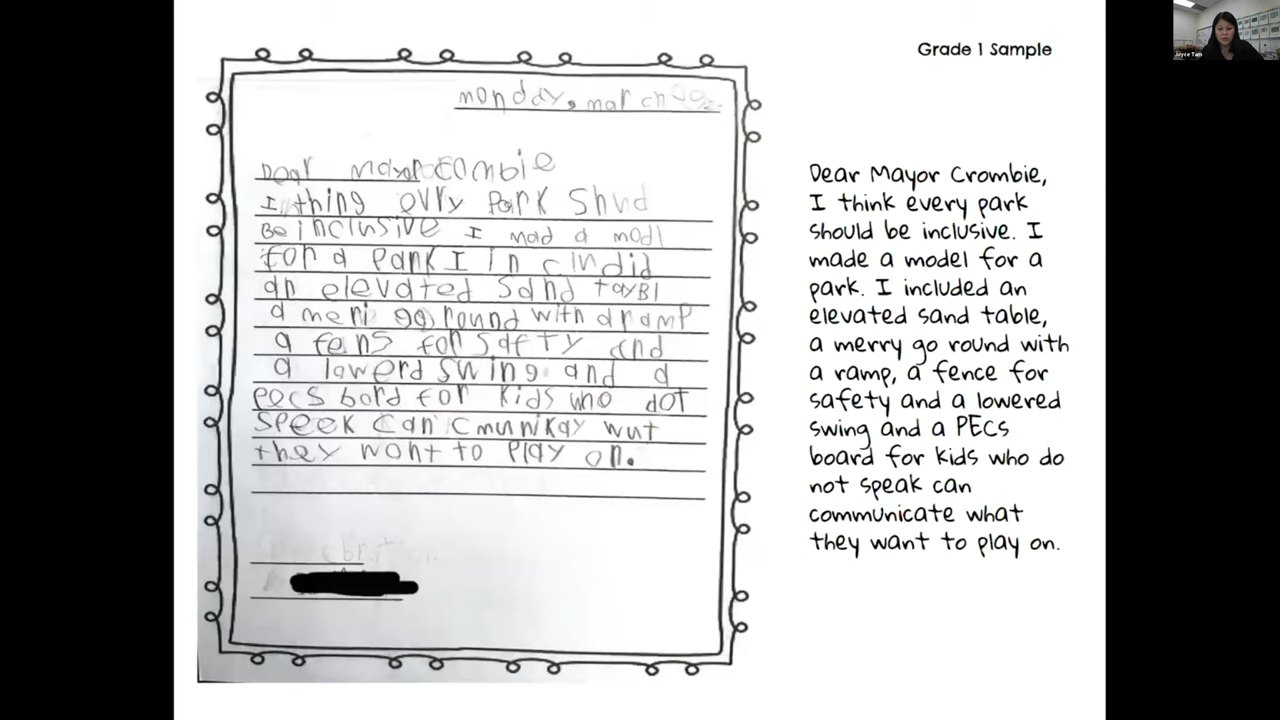 Grade 1 Sample
Joyce Tam
monday, march
Dear mayor combie
I thing evry park Shud
Be inclusive I mad a modl
for a park I in cludid
an elevated sand tayBl
a meri go round with a ramp
a fens for safty and
a lowerd swing and a
pecs bord for kids who dot
speek can cmunikay wut
they wont to play on.
Dear Mayor Crombie,
I think every park
should be inclusive. I
made a model for a
park. I included an
elevated sand table,
a merry go round with
a ramp, a fence for
safety and a lowered
swing and a PECs
board for kids who do
not speak can
communicate what
they want to play on.